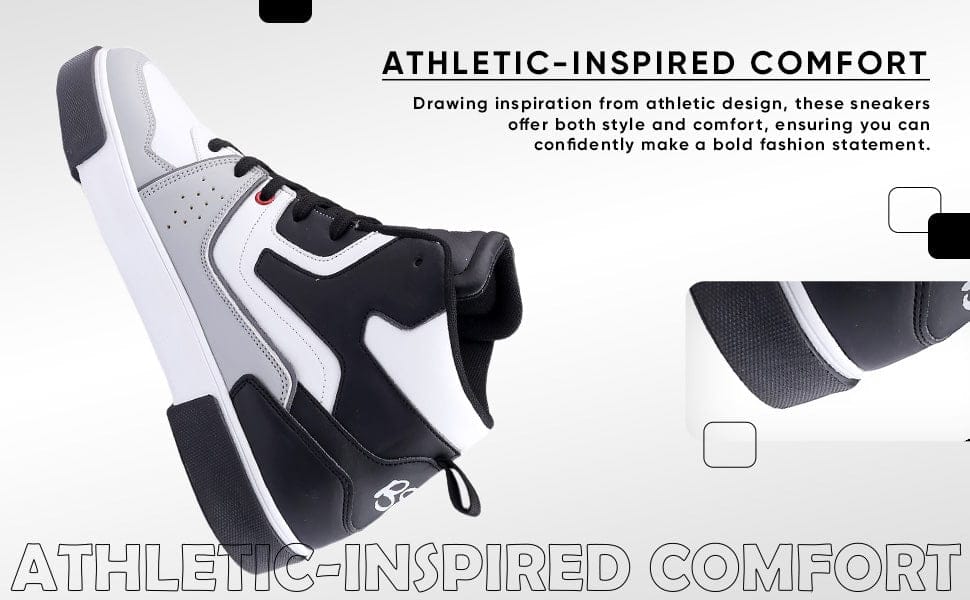 ATHLETIC-INSPIRED COMFORT
Drawing inspiration from athletic design, these sneakers
offer both style and comfort, ensuring you can
confidently make a bold fashion statement.
ATHLETIC-INSPIRED COMFORT